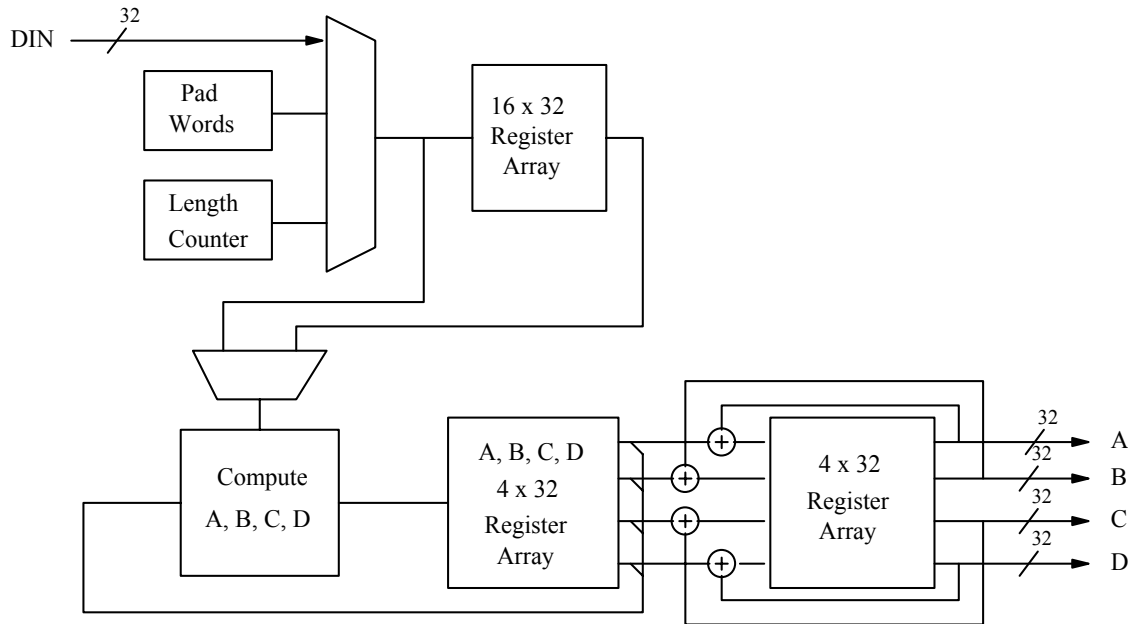 DIN
32
Pad
Words
Length
Counter
16 x 32
Register
Array
Compute
A, B, C, D
A, B, C, D
4 x 32
Register
Array
+
+
+
+
4 x 32
Register
Array
32
A
32
B
32
C
32
D